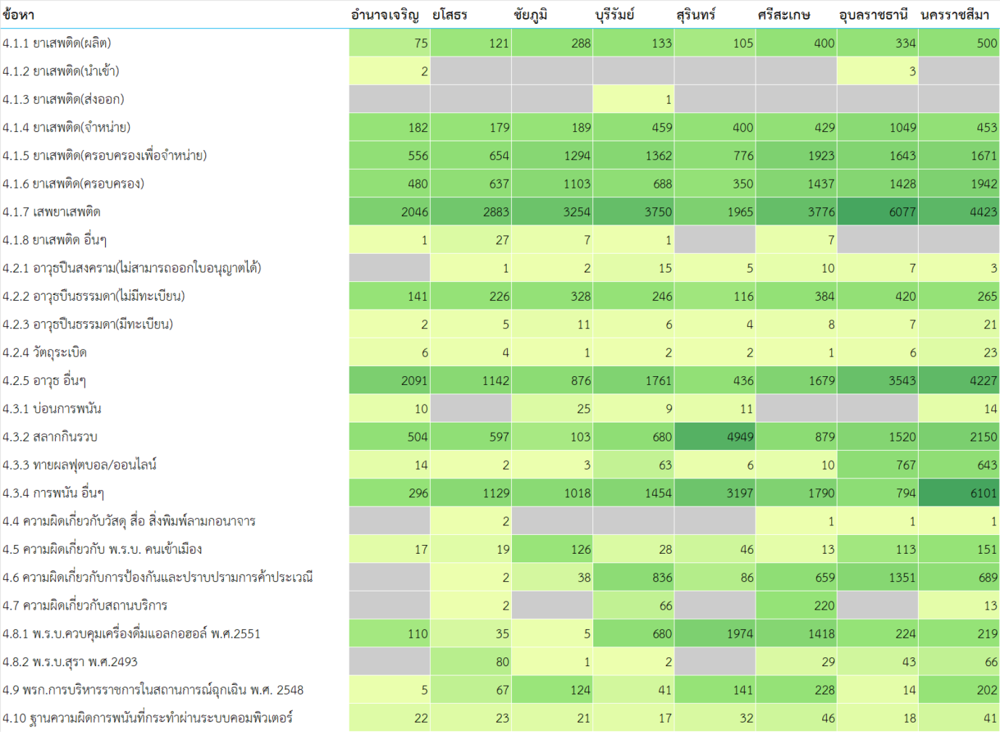 ข้อหา อำนาจเจริญ ยโสธร ชัยภูมิ บุรีรัมย์ สุรินทร์ ศรีสะเกษ อุบลราชธานี นครราชสีมา
4.1.1 ยาเสพติด(ผลิต) 75 121 288 133 105 400 334 500
4.1.2 ยาเสพติด(นำเข้า) 2 3
4.1.3 ยาเสพติด(ส่งออก) 1
4.1.4 ยาเสพติด(จำหน่าย) 182 179 189 459 400 429 1049 453
4.1.5 ยาเสพติด(ครอบครองเพื่อจำหน่าย) 556 654 1294 1362 776 1923 1643 1671
4.1.6 ยาเสพติด(ครอบครอง) 480 637 1103 688 350 1437 1428 1942
4.1.7 เสพยาเสพติด 2046 2883 3254 3750 1965 3776 6077 4423
4.1.8 ยาเสพติด อื่นๆ 1 27 7 1 7
4.2.1 อาวุธปืนสงคราม(ไม่สามารถออกใบอนุญาตได้) 1 2 15 5 10 7 3
4.2.2 อาวุธบืนธรรมดา(ไม่มีทะเบียน) 141 226 328 246 116 384 420 265
4.2.3 อาวุธปืนธรรมดา(มีทะเบียน) 2 5 11 6 4 8 7 21
4.2.4 วัตถุระเบิด 6 4 1 2 2 1 6 23
4.2.5 อาวุธ อื่นๆ 2091 1142 876 1761 436 1679 3543 4227
4.3.1 บ่อนการพนัน 10 25 9 11 14
4.3.2 สลากกินรวบ 504 597 103 680 4949 879 1520 2150
4.3.3 ทายผลฟุตบอล/ออนไลน์ 14 2 3 63 6 10 767 643
4.3.4 การพนัน อื่นๆ 296 1129 1018 1454 3197 1790 794 6101
4.4 ความผิดเกี่ยวกับวัสดุ สื่อ สิ่งพิมพ์ลามกอนาจาร 2 1 1 1
4.5 ความผิดเกี่ยวกับ พ.ร.บ. คนเข้าเมือง 17 19 126 28 46 13 113 151
4.6 ความผิดเกี่ยวกับการป้องกันและปราบปรามการค้าประเวณี 2 38 836 86 659 1351 689
4.7 ความผิดเกี่ยวกับสถานบริการ 2 66 220 13
4.8.1 พ.ร.บ.ควบคุมเครื่องดื่มแอลกอฮอล์ พ.ศ.2551 110 35 5 680 1974 1418 224 219
4.8.2 พ.ร.บ.สุรา พ.ศ.2493 80 1 2 29 43 66
4.9 พรก.การบริหารราชการในสถานการณ์ฉุกเฉิน พ.ศ. 2548 5 67 124 41 141 228 14 202
4.10 ฐานความผิดการพนันที่กระทำผ่านระบบคอมพิวเตอร์ 22 23 21 17 32 46 18 41